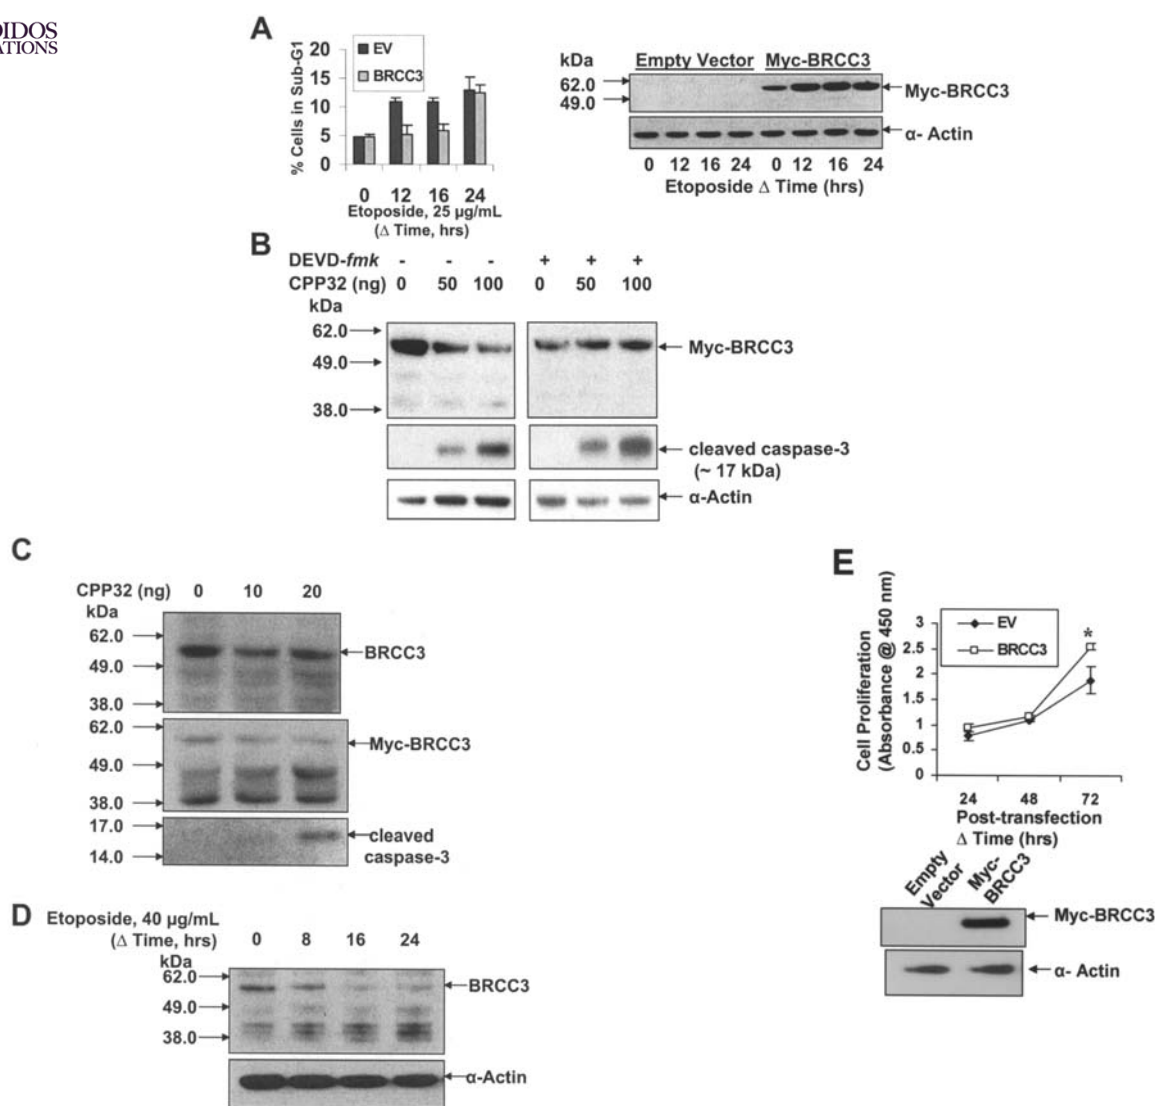 IDOS
ATIONS
A
% Cells in Sub-G1
20
15
10
5
0
EV
BRCC3
0 12 16 24
Etoposide, 25 µg/mL
(Δ Time, hrs)
kDa
62.0
49.0
Empty Vector Myc-BRCC3
Myc-BRCC3
α- Actin
0 12 16 24 0 12 16 24
Etoposide Δ Time (hrs)
B
DEVD-fmk - - - + + +
CPP32 (ng) 0 50 100 0 50 100
kDa
62.0
49.0
38.0
Myc-BRCC3
cleaved caspase-3
(~ 17 kDa)
α-Actin
C
CPP32 (ng) 0 10 20
kDa
62.0
49.0
38.0
BRCC3
62.0
49.0
38.0
Myc-BRCC3
17.0
14.0
cleaved
caspase-3
D
Etoposide, 40 µg/mL
(Δ Time, hrs) 0 8 16 24
kDa
62.0
49.0
38.0
BRCC3
α-Actin
E
Cell Proliferation
(Absorbance @ 450 nm)
3
2.5
2
1.5
1
0.5
0
EV
BRCC3
*
24 48 72
Post-transfection
Δ Time (hrs)
Empty
Vector
Myc-
BRCC3
Myc-BRCC3
α- Actin